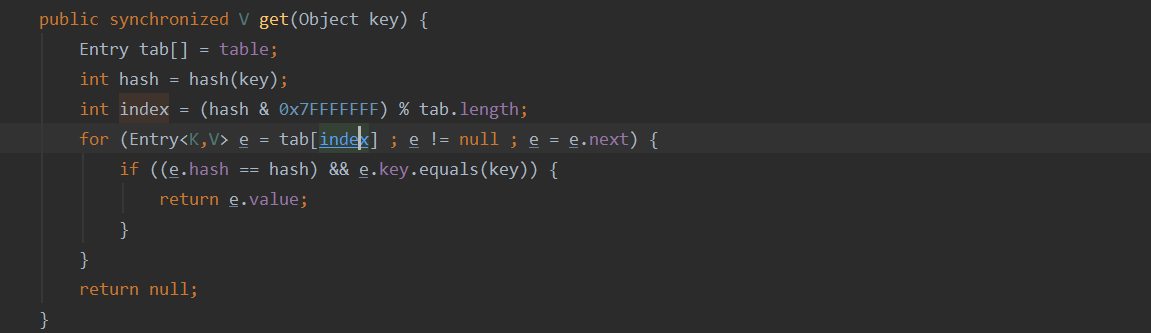 public synchronized V get(Object key) {
    Entry tab[] = table;
    int hash = hash(key);
    int index = (hash & 0x7FFFFFFF) % tab.length;
    for (Entry<K,V> e = tab[index] ; e != null ; e = e.next) {
        if ((e.hash == hash) && e.key.equals(key)) {
            return e.value;
        }
    }
    return null;
}